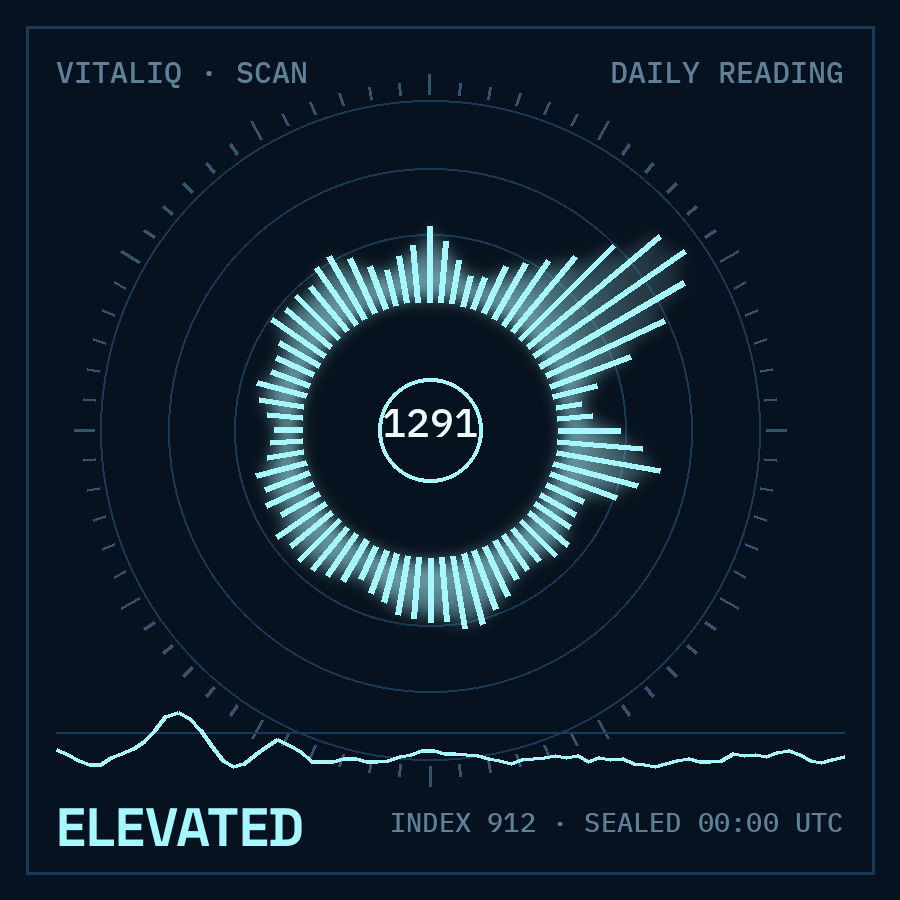 VITALIQ · SCAN
DAILY READING
1291
ELEVATED
INDEX 912 · SEALED 00:00 UTC